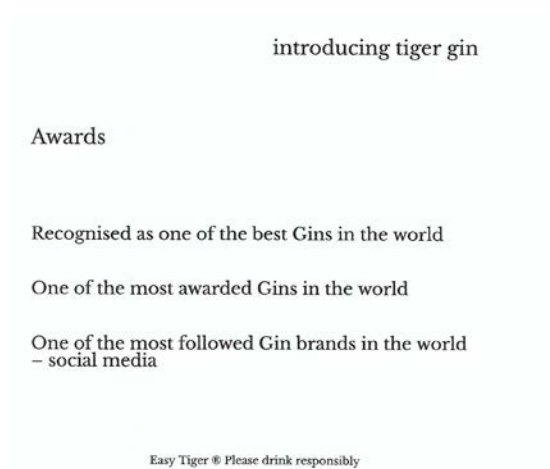 introducing tiger gin
Awards
Recognised as one of the best Gins in the world
One of the most awarded Gins in the world
One of the most followed Gin brands in the world
– social media
Easy Tiger ® Please drink responsibly